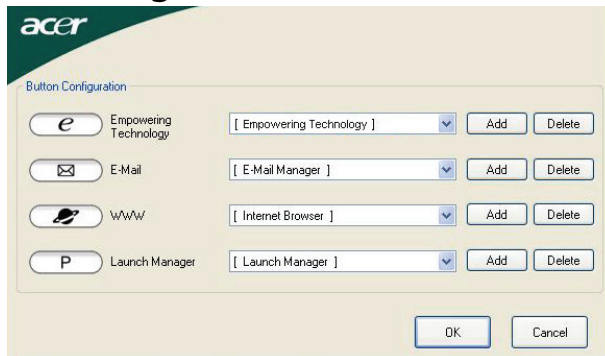 acer
Button Configuration
e Empowering Technology [ Empowering Technology ] Add Delete
E-Mail [ E-Mail Manager ] Add Delete
WWW [ Internet Browser ] Add Delete
P Launch Manager [ Launch Manager ] Add Delete
OK Cancel